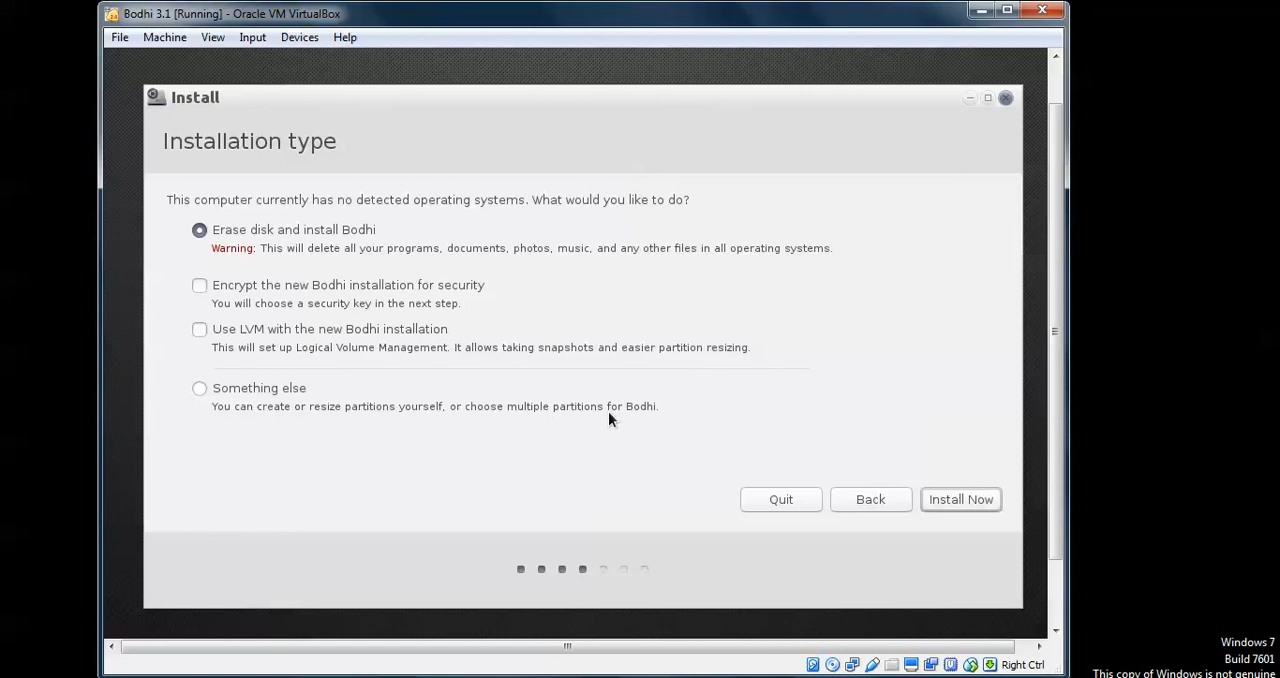 Bodhi 3.1 [Running] - Oracle VM VirtualBox
File Machine View Input Devices Help
Install
Installation type
This computer currently has no detected operating systems. What would you like to do?
Erase disk and install Bodhi
Warning: This will delete all your programs, documents, photos, music, and any other files in all operating systems.
Encrypt the new Bodhi installation for security
You will choose a security key in the next step.
Use LVM with the new Bodhi installation
This will set up Logical Volume Management. It allows taking snapshots and easier partition resizing.
Something else
You can create or resize partitions yourself, or choose multiple partitions for Bodhi.
Quit Back Install Now
Right Ctrl
Windows 7
Build 7601
This copy of Windows is not genuine